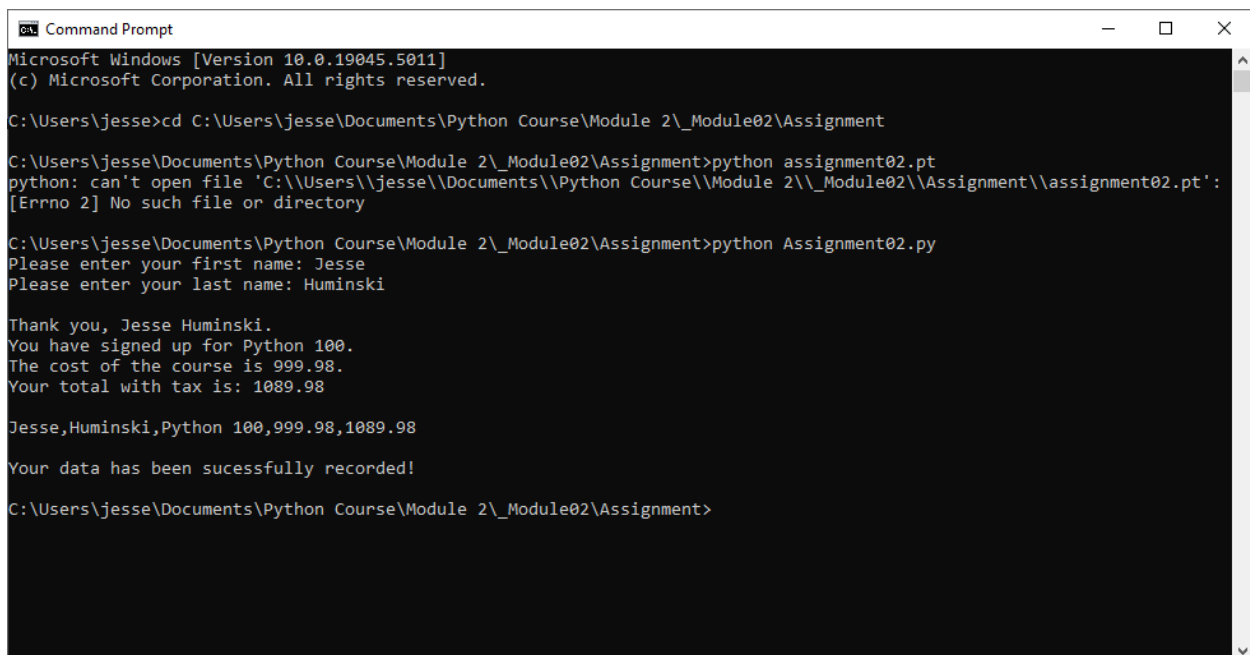 Command Prompt
Microsoft Windows [Version 10.0.19045.5011]
(c) Microsoft Corporation. All rights reserved.
C:\Users\jesse>cd C:\Users\jesse\Documents\Python Course\Module 2\_Module02\Assignment
C:\Users\jesse\Documents\Python Course\Module 2\_Module02\Assignment>python assignment02.pt
python: can't open file 'C:\\Users\\jesse\\Documents\\Python Course\\Module 2\\_Module02\\Assignment\\assignment02.pt':
[Errno 2] No such file or directory
C:\Users\jesse\Documents\Python Course\Module 2\_Module02\Assignment>python Assignment02.py
Please enter your first name: Jesse
Please enter your last name: Huminski
Thank you, Jesse Huminski.
You have signed up for Python 100.
The cost of the course is 999.98.
Your total with tax is: 1089.98
Jesse,Huminski,Python 100,999.98,1089.98
Your data has been sucessfully recorded!
C:\Users\jesse\Documents\Python Course\Module 2\_Module02\Assignment>